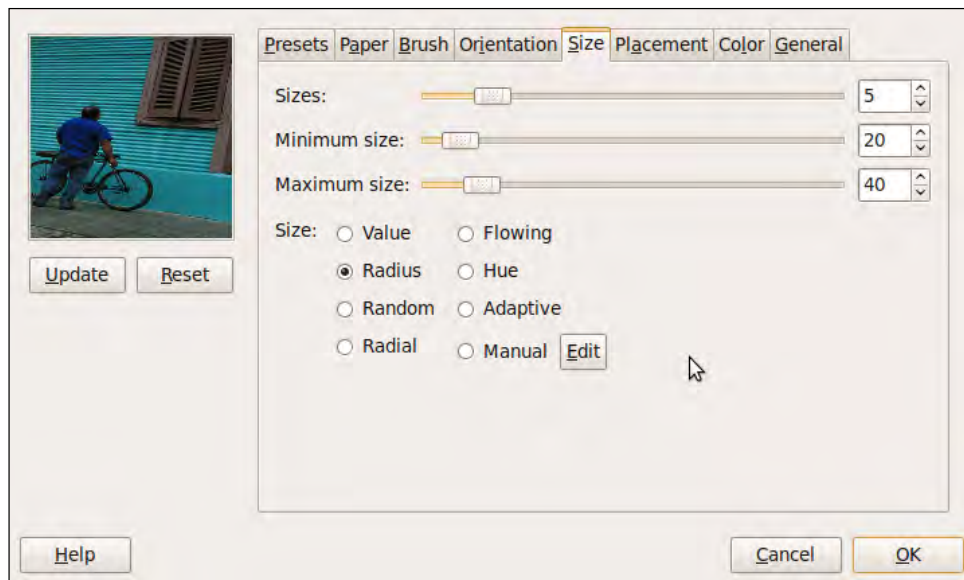 Presets Paper Brush Orientation Size Placement Color General
Sizes: 5
Minimum size: 20
Maximum size: 40
Size: Value Flowing
Radius Hue
Random Adaptive
Radial Manual Edit
Update Reset
Help Cancel OK